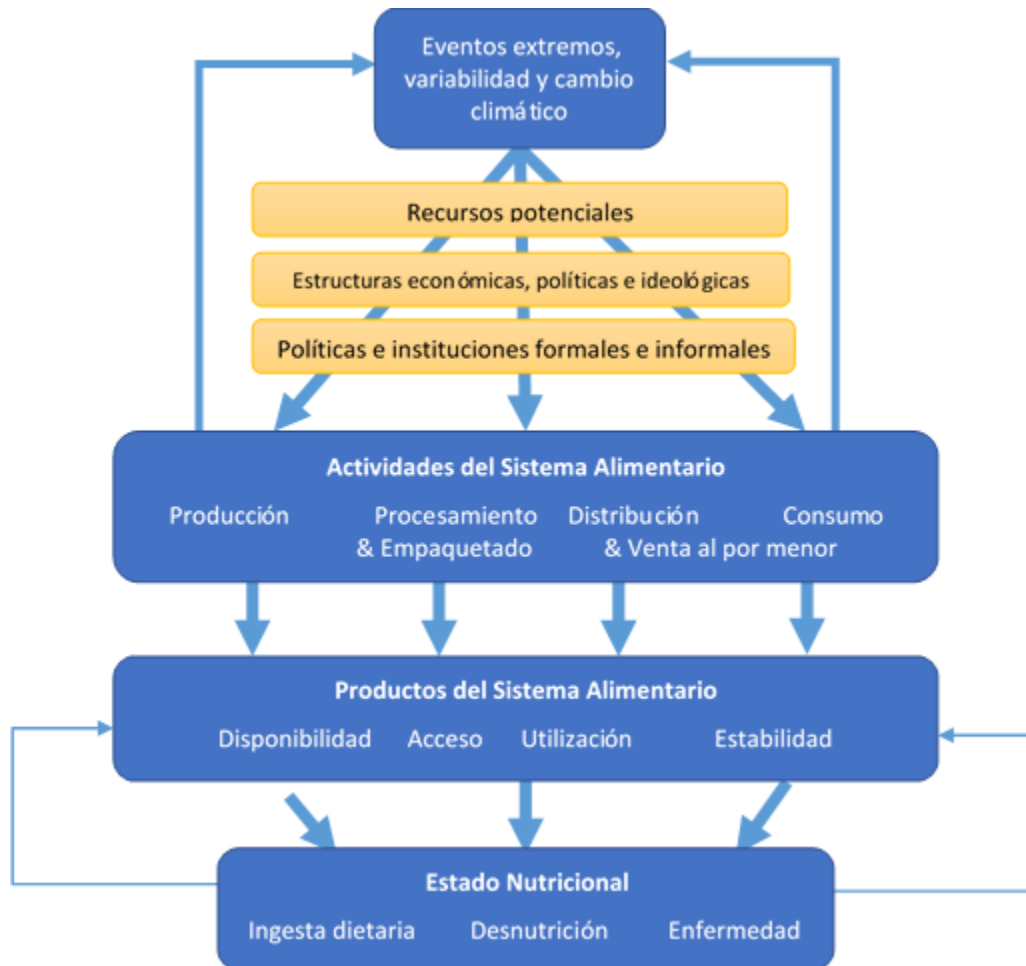 Eventos extremos,
variabilidad y cambio
climático
Recursos potenciales
Estructuras económicas, políticas e ideológicas
Políticas e instituciones formales e informales
Actividades del Sistema Alimentario
Producción Procesamiento Distribución Consumo
& Empaquetado & Venta al por menor
Productos del Sistema Alimentario
Disponibilidad Acceso Utilización Estabilidad
Estado Nutricional
Ingesta dietaria Desnutrición Enfermedad